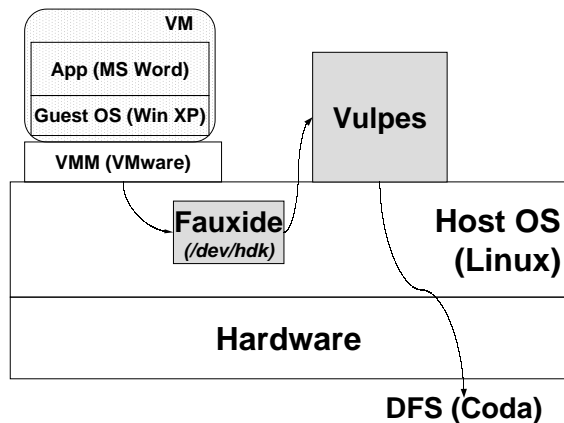 VM
App (MS Word)
Guest OS (Win XP)
VMM (VMware)
Vulpes
Fauxide
(/dev/hdk)
Host OS
(Linux)
Hardware
DFS (Coda)